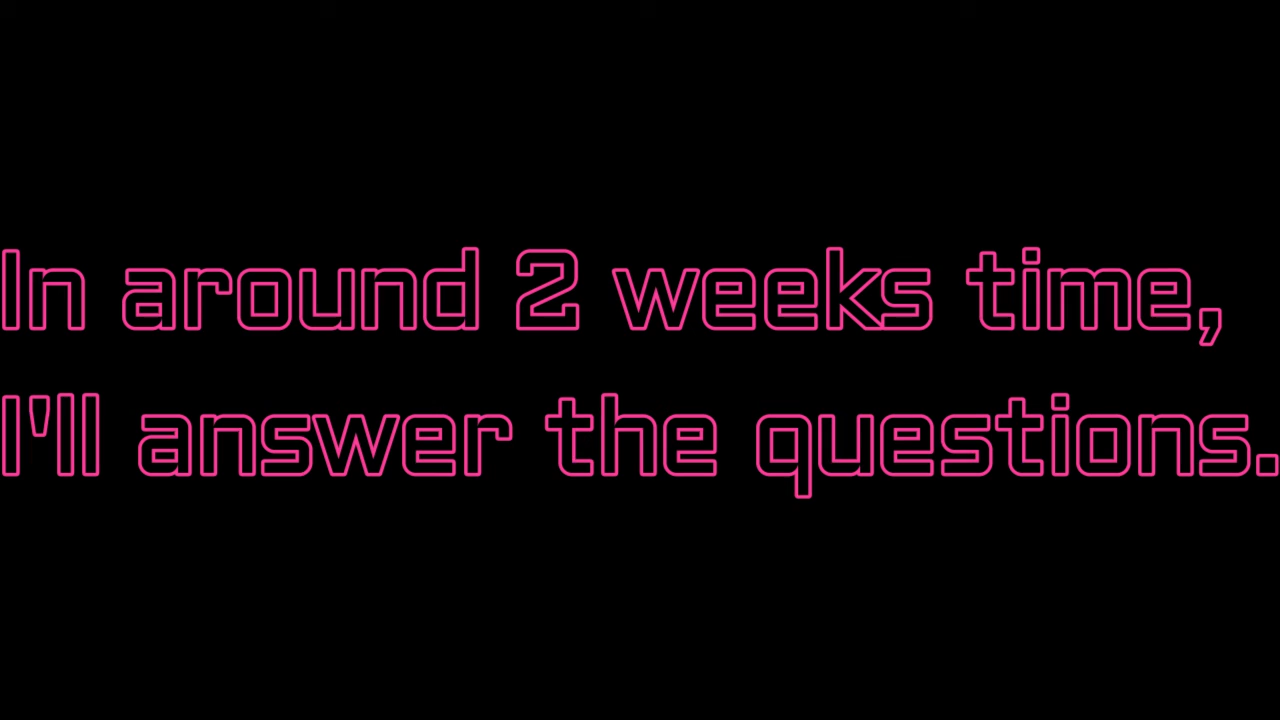 In around 2 weeks time,
I'll answer the questions.